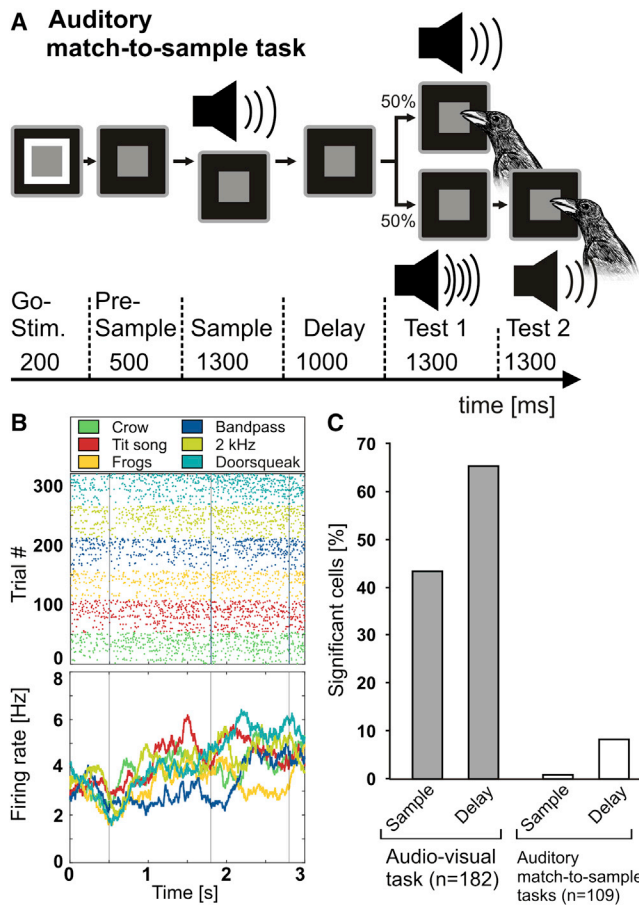 A Auditory
match-to-sample task
50%
50%
Go-
Stim.
200
Pre-
Sample
500
Sample
1300
Delay
1000
Test 1
1300
Test 2
1300
time [ms]
B
Crow
Tit song
Frogs
Bandpass
2 kHz
Doorsqueak
300
200
100
0
Trial #
8
6
4
2
0
Firing rate [Hz]
0 1 2 3
Time [s]
C
70
60
50
40
30
20
10
0
Significant cells [%]
Sample
Delay
Sample
Delay
Audio-visual
task (n=182)
Auditory
match-to-sample
tasks (n=109)